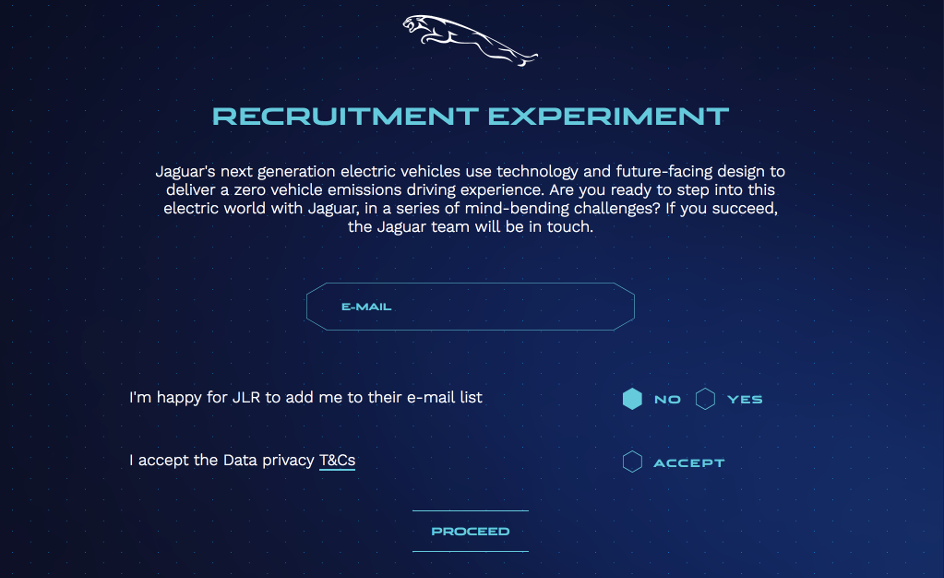 RECRUITMENT EXPERIMENT
Jaguar's next generation electric vehicles use technology and future-facing design to
deliver a zero vehicle emissions driving experience. Are you ready to step into this
electric world with Jaguar, in a series of mind-bending challenges? If you succeed,
the Jaguar team will be in touch.
E-MAIL
I'm happy for JLR to add me to their e-mail list NO YES
I accept the Data privacy T&Cs ACCEPT
PROCEED